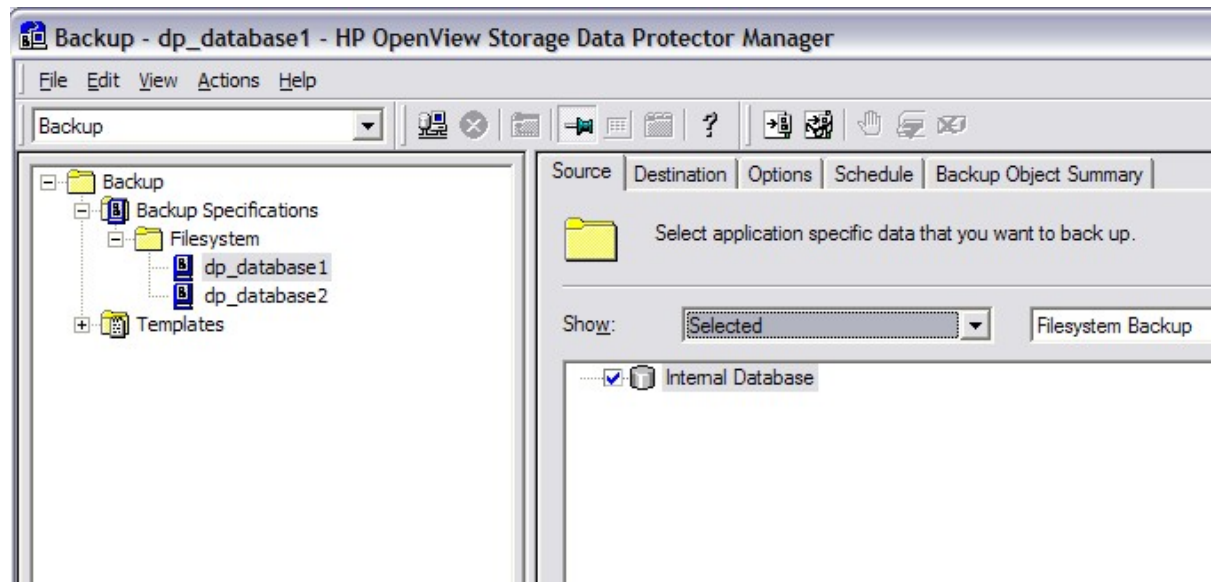 Backup - dp_database1 - HP OpenView Storage Data Protector Manager
File Edit View Actions Help
Backup
Backup
Backup Specifications
Filesystem
dp_database1
dp_database2
Templates
Source Destination Options Schedule Backup Object Summary
Select application specific data that you want to back up.
Show: Selected Filesystem Backup
Internal Database